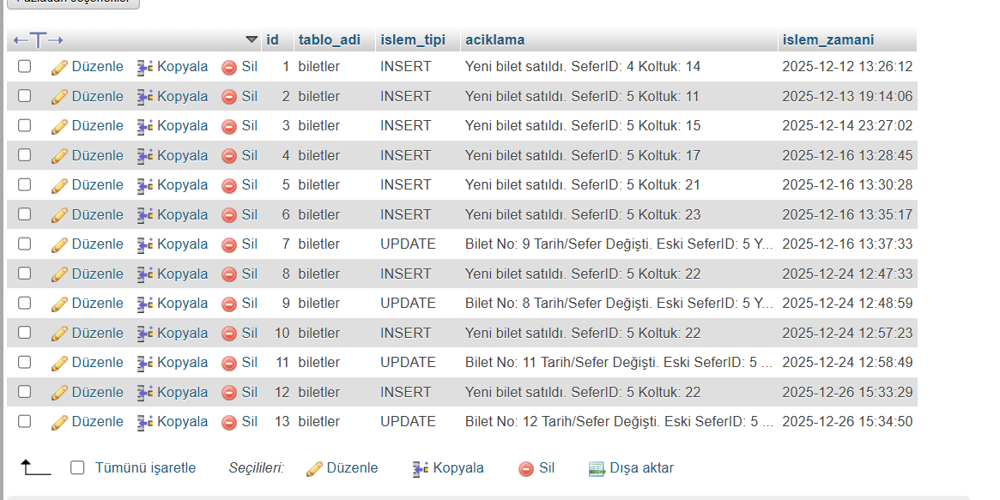 id tablo_adi islem_tipi aciklama islem_zamani
Düzenle Kopyala Sil 1 biletler INSERT Yeni bilet satıldı. SeferID: 4 Koltuk: 14 2025-12-12 13:26:12
Düzenle Kopyala Sil 2 biletler INSERT Yeni bilet satıldı. SeferID: 5 Koltuk: 11 2025-12-13 19:14:06
Düzenle Kopyala Sil 3 biletler INSERT Yeni bilet satıldı. SeferID: 5 Koltuk: 15 2025-12-14 23:27:02
Düzenle Kopyala Sil 4 biletler INSERT Yeni bilet satıldı. SeferID: 5 Koltuk: 17 2025-12-16 13:28:45
Düzenle Kopyala Sil 5 biletler INSERT Yeni bilet satıldı. SeferID: 5 Koltuk: 21 2025-12-16 13:30:28
Düzenle Kopyala Sil 6 biletler INSERT Yeni bilet satıldı. SeferID: 5 Koltuk: 23 2025-12-16 13:35:17
Düzenle Kopyala Sil 7 biletler UPDATE Bilet No: 9 Tarih/Sefer Değişti. Eski SeferID: 5 Y... 2025-12-16 13:37:33
Düzenle Kopyala Sil 8 biletler INSERT Yeni bilet satıldı. SeferID: 5 Koltuk: 22 2025-12-24 12:47:33
Düzenle Kopyala Sil 9 biletler UPDATE Bilet No: 8 Tarih/Sefer Değişti. Eski SeferID: 5 Y... 2025-12-24 12:48:59
Düzenle Kopyala Sil 10 biletler INSERT Yeni bilet satıldı. SeferID: 5 Koltuk: 22 2025-12-24 12:57:23
Düzenle Kopyala Sil 11 biletler UPDATE Bilet No: 11 Tarih/Sefer Değişti. Eski SeferID: 5 ... 2025-12-24 12:58:49
Düzenle Kopyala Sil 12 biletler INSERT Yeni bilet satıldı. SeferID: 5 Koltuk: 22 2025-12-26 15:33:29
Düzenle Kopyala Sil 13 biletler UPDATE Bilet No: 12 Tarih/Sefer Değişti. Eski SeferID: 5 ... 2025-12-26 15:34:50
Tümünü işaretle Seçilileri: Düzenle Kopyala Sil Dışa aktar